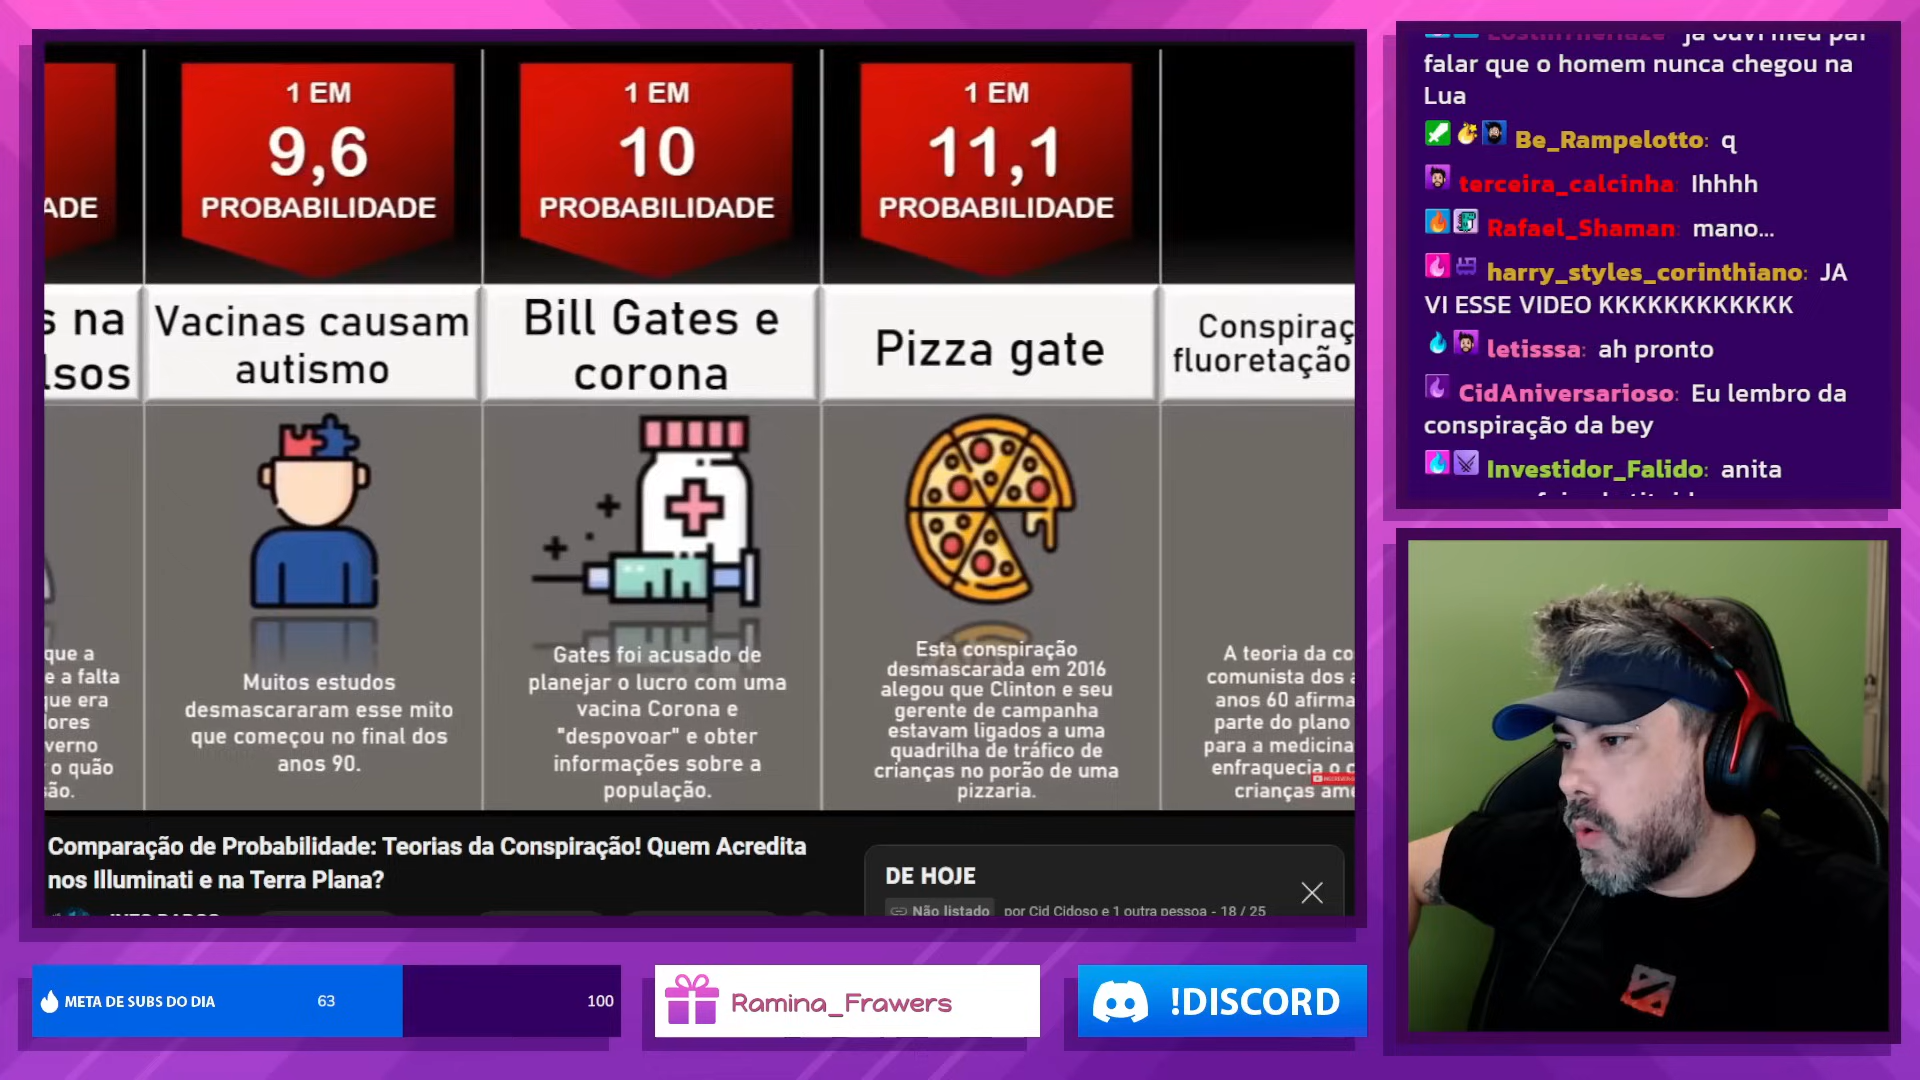 ADE
1 EM
9,6
PROBABILIDADE
1 EM
10
PROBABILIDADE
1 EM
11,1
PROBABILIDADE
s na
lsos
Vacinas causam
autismo
Bill Gates e
corona
Pizza gate
Conspiraç
fluoretação
que a
e a falta
que era
lores
verno
o quão
são.
Muitos estudos
desmascararam esse mito
que começou no final dos
anos 90.
Gates foi acusado de
planejar o lucro com uma
vacina Corona e
"despovoar" e obter
informações sobre a
população.
Esta conspiração
desmascarada em 2016
alegou que Clinton e seu
gerente de campanha
estavam ligados a uma
quadrilha de tráfico de
crianças no porão de uma
pizzaria.
A teoria da co
comunista dos a
anos 60 afirma
parte do plano
para a medicina
enfraquecia o c
crianças ame
Comparação de Probabilidade: Teorias da Conspiração! Quem Acredita
nos Illuminati e na Terra Plana?
DE HOJE
Não listado por Cid Cidoso e 1 outra pessoa - 18 / 25
já ouvi meu pai
falar que o homem nunca chegou na
Lua
Be_Rampelotto: q
terceira_calcinha: Ihhhh
Rafael_Shaman: mano...
harry_styles_corinthiano: JA
VI ESSE VIDEO KKKKKKKKKKKK
letisssa: ah pronto
CidAniversarioso: Eu lembro da
conspiração da bey
Investidor_Falido: anita
META DE SUBS DO DIA 63 100
Ramina_Frawers
!DISCORD